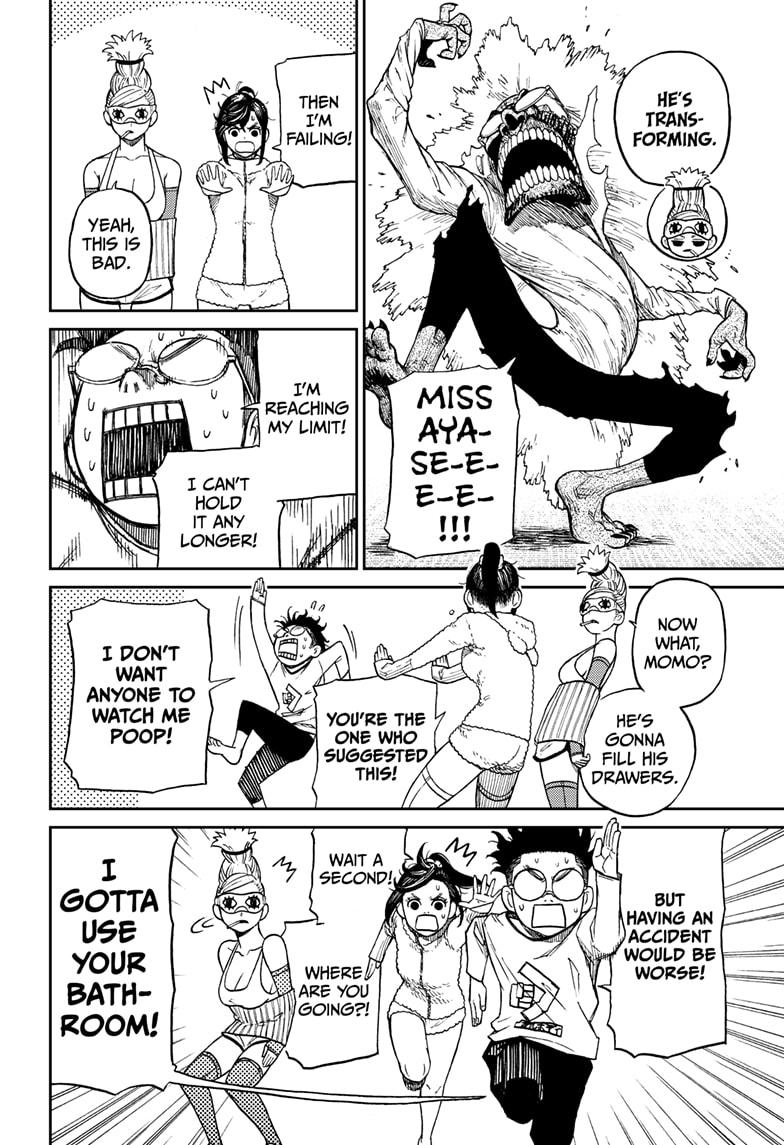 HE'S
TRANS-
FORMING.
MISS
AYA-
SE-E-
E-E-
!!!
THEN
I'M
FAILING!
YEAH,
THIS IS
BAD.
I'M
REACHING
MY LIMIT!
I CAN'T
HOLD
IT ANY
LONGER!
NOW
WHAT,
MOMO?
HE'S
GONNA
FILL HIS
DRAWERS.
YOU'RE THE
ONE WHO
SUGGESTED
THIS!
I DON'T
WANT
ANYONE TO
WATCH ME
POOP!
BUT
HAVING AN
ACCIDENT
WOULD BE
WORSE!
WAIT A
SECOND!
WHERE
ARE YOU
GOING?!
I
GOTTA
USE
YOUR
BATH-
ROOM!